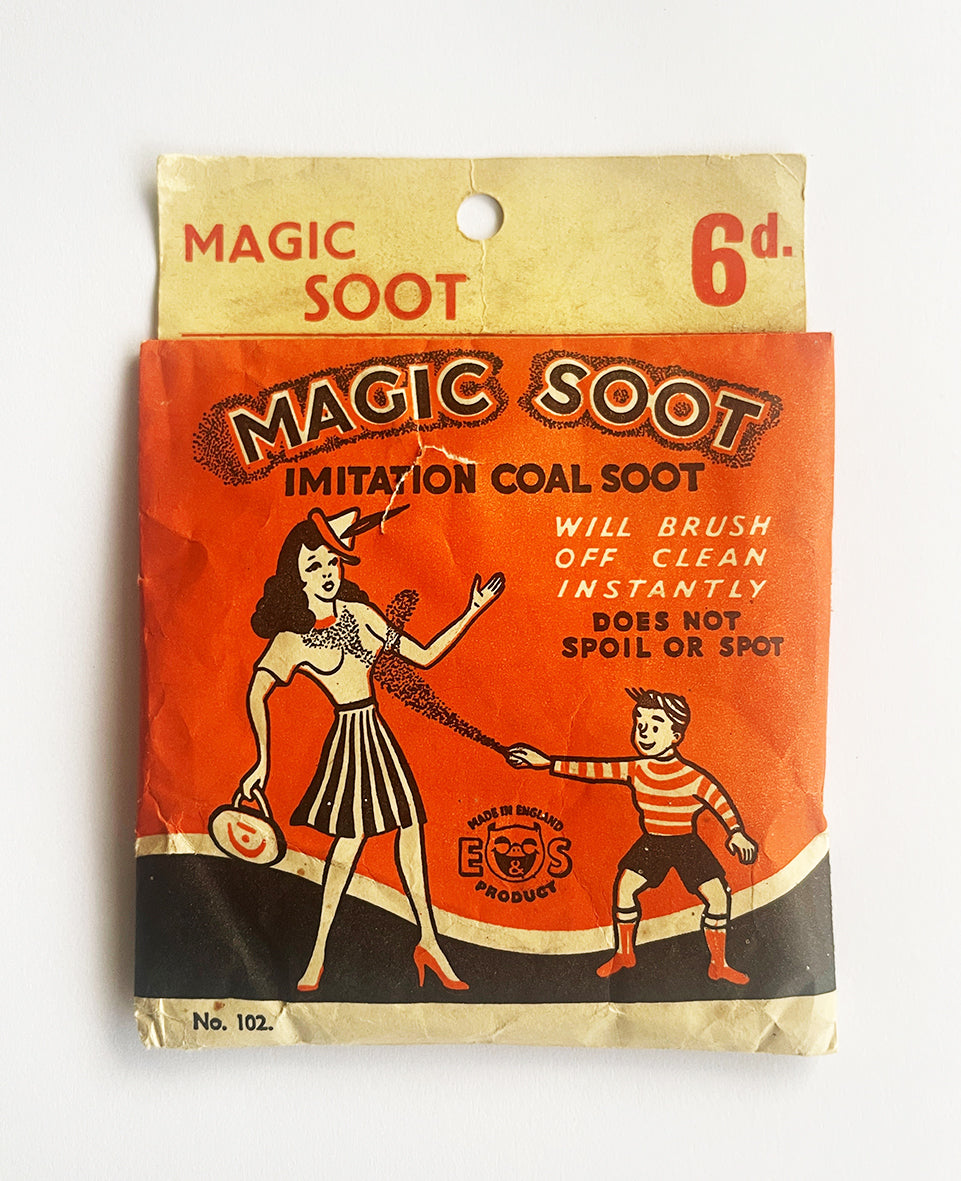 MAGIC
SOOT
6d.
MAGIC SOOT
IMITATION COAL SOOT
WILL BRUSH
OFF CLEAN
INSTANTLY
DOES NOT
SPOIL OR SPOT
MADE IN ENGLAND
E & S
PRODUCT
No. 102.